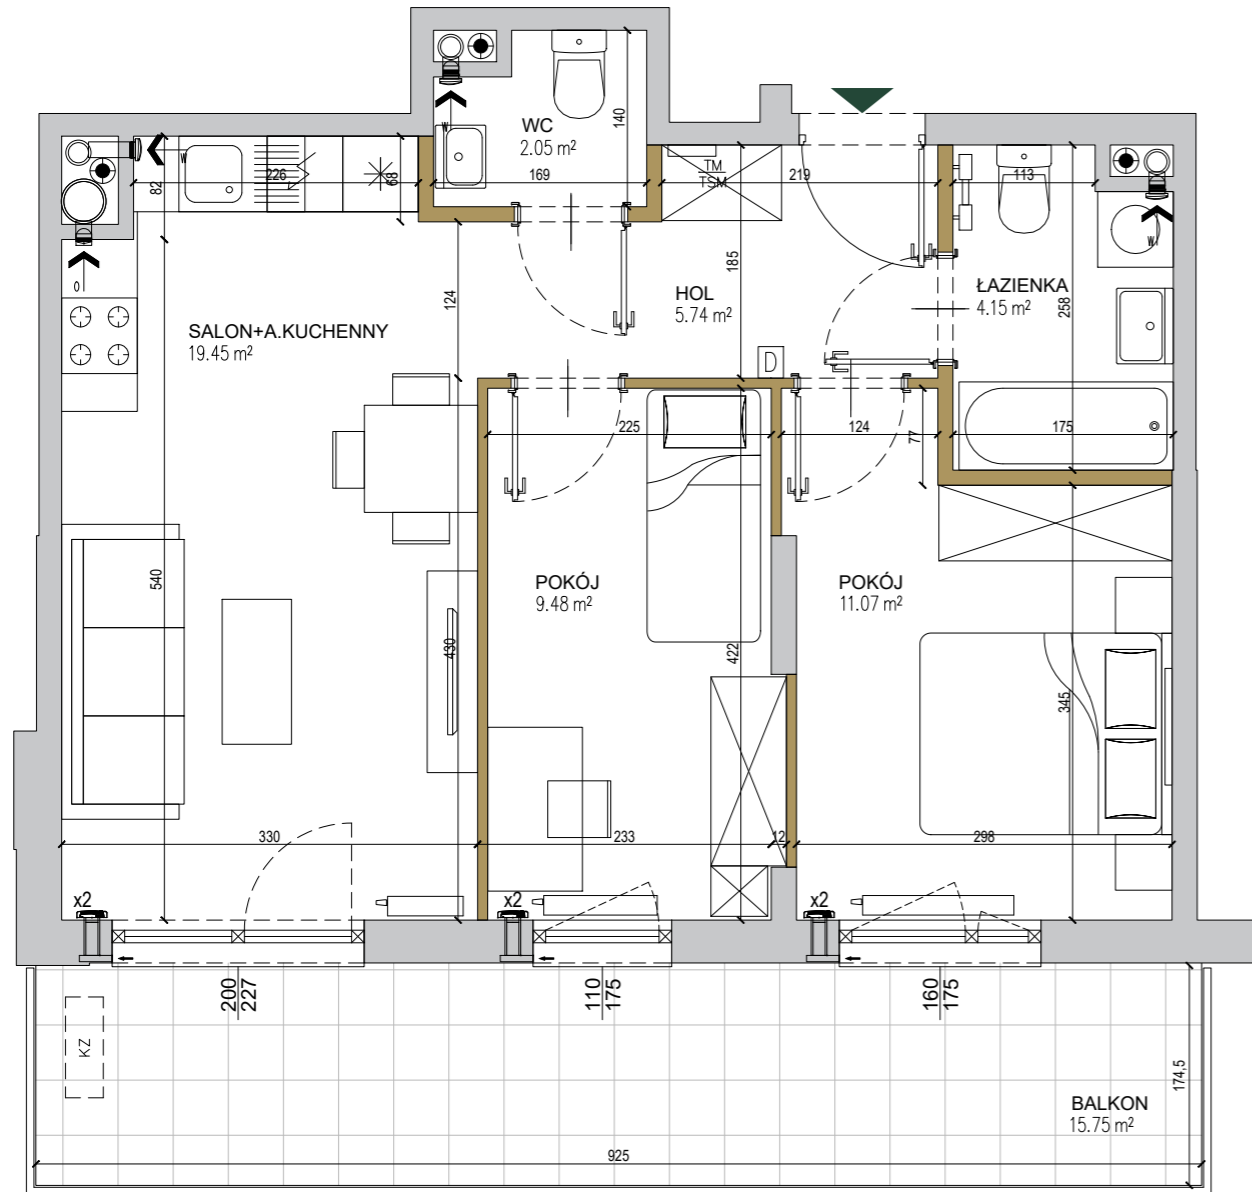 WC
2.05 m²
140
W
169
TM
TSM
219
113
82
W
226
68
W
185
HOL
5.74 m²
ŁAZIENKA
4.15 m²
258
0
124
SALON+A.KUCHENNY
19.45 m²
D
225
124
77
175
540
POKÓJ
9.48 m²
POKÓJ
11.07 m²
430
422
345
330
233
12
298
x2
x2
x2
200
227
110
175
160
175
KZ
174,5
BALKON
15.75 m²
925